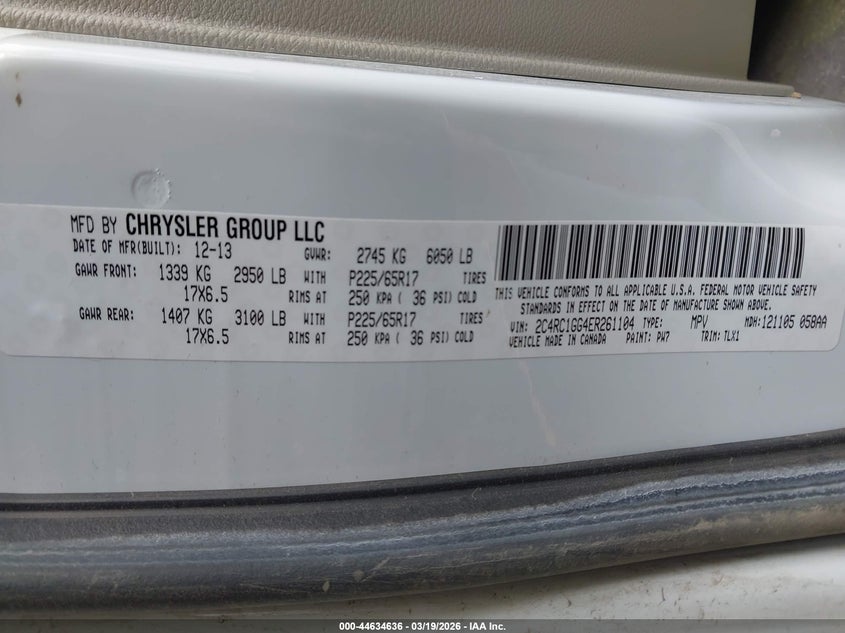 MFD BY CHRYSLER GROUP LLC
DATE OF MFR(BUILT): 12-13 GVWR: 2745 KG 6050 LB
GAWR FRONT: 1339 KG 2950 LB WITH P225/65R17 TIRES
17X6.5 RIMS AT 250 KPA ( 36 PSI) COLD
GAWR REAR: 1407 KG 3100 LB WITH P225/65R17 TIRES
17X6.5 RIMS AT 250 KPA ( 36 PSI) COLD
THIS VEHICLE CONFORMS TO ALL APPLICABLE U.S.A. FEDERAL MOTOR VEHICLE SAFETY
STANDARDS IN EFFECT ON THE DATE OF MANUFACTURE SHOWN ABOVE.
VIN: 2C4RC1GG4ER261104 TYPE: MPV MDH:121105 058AA
VEHICLE MADE IN CANADA PAINT: PW7 TRIM: TLX1
000-44634636 - 03/19/2026 - IAA Inc.